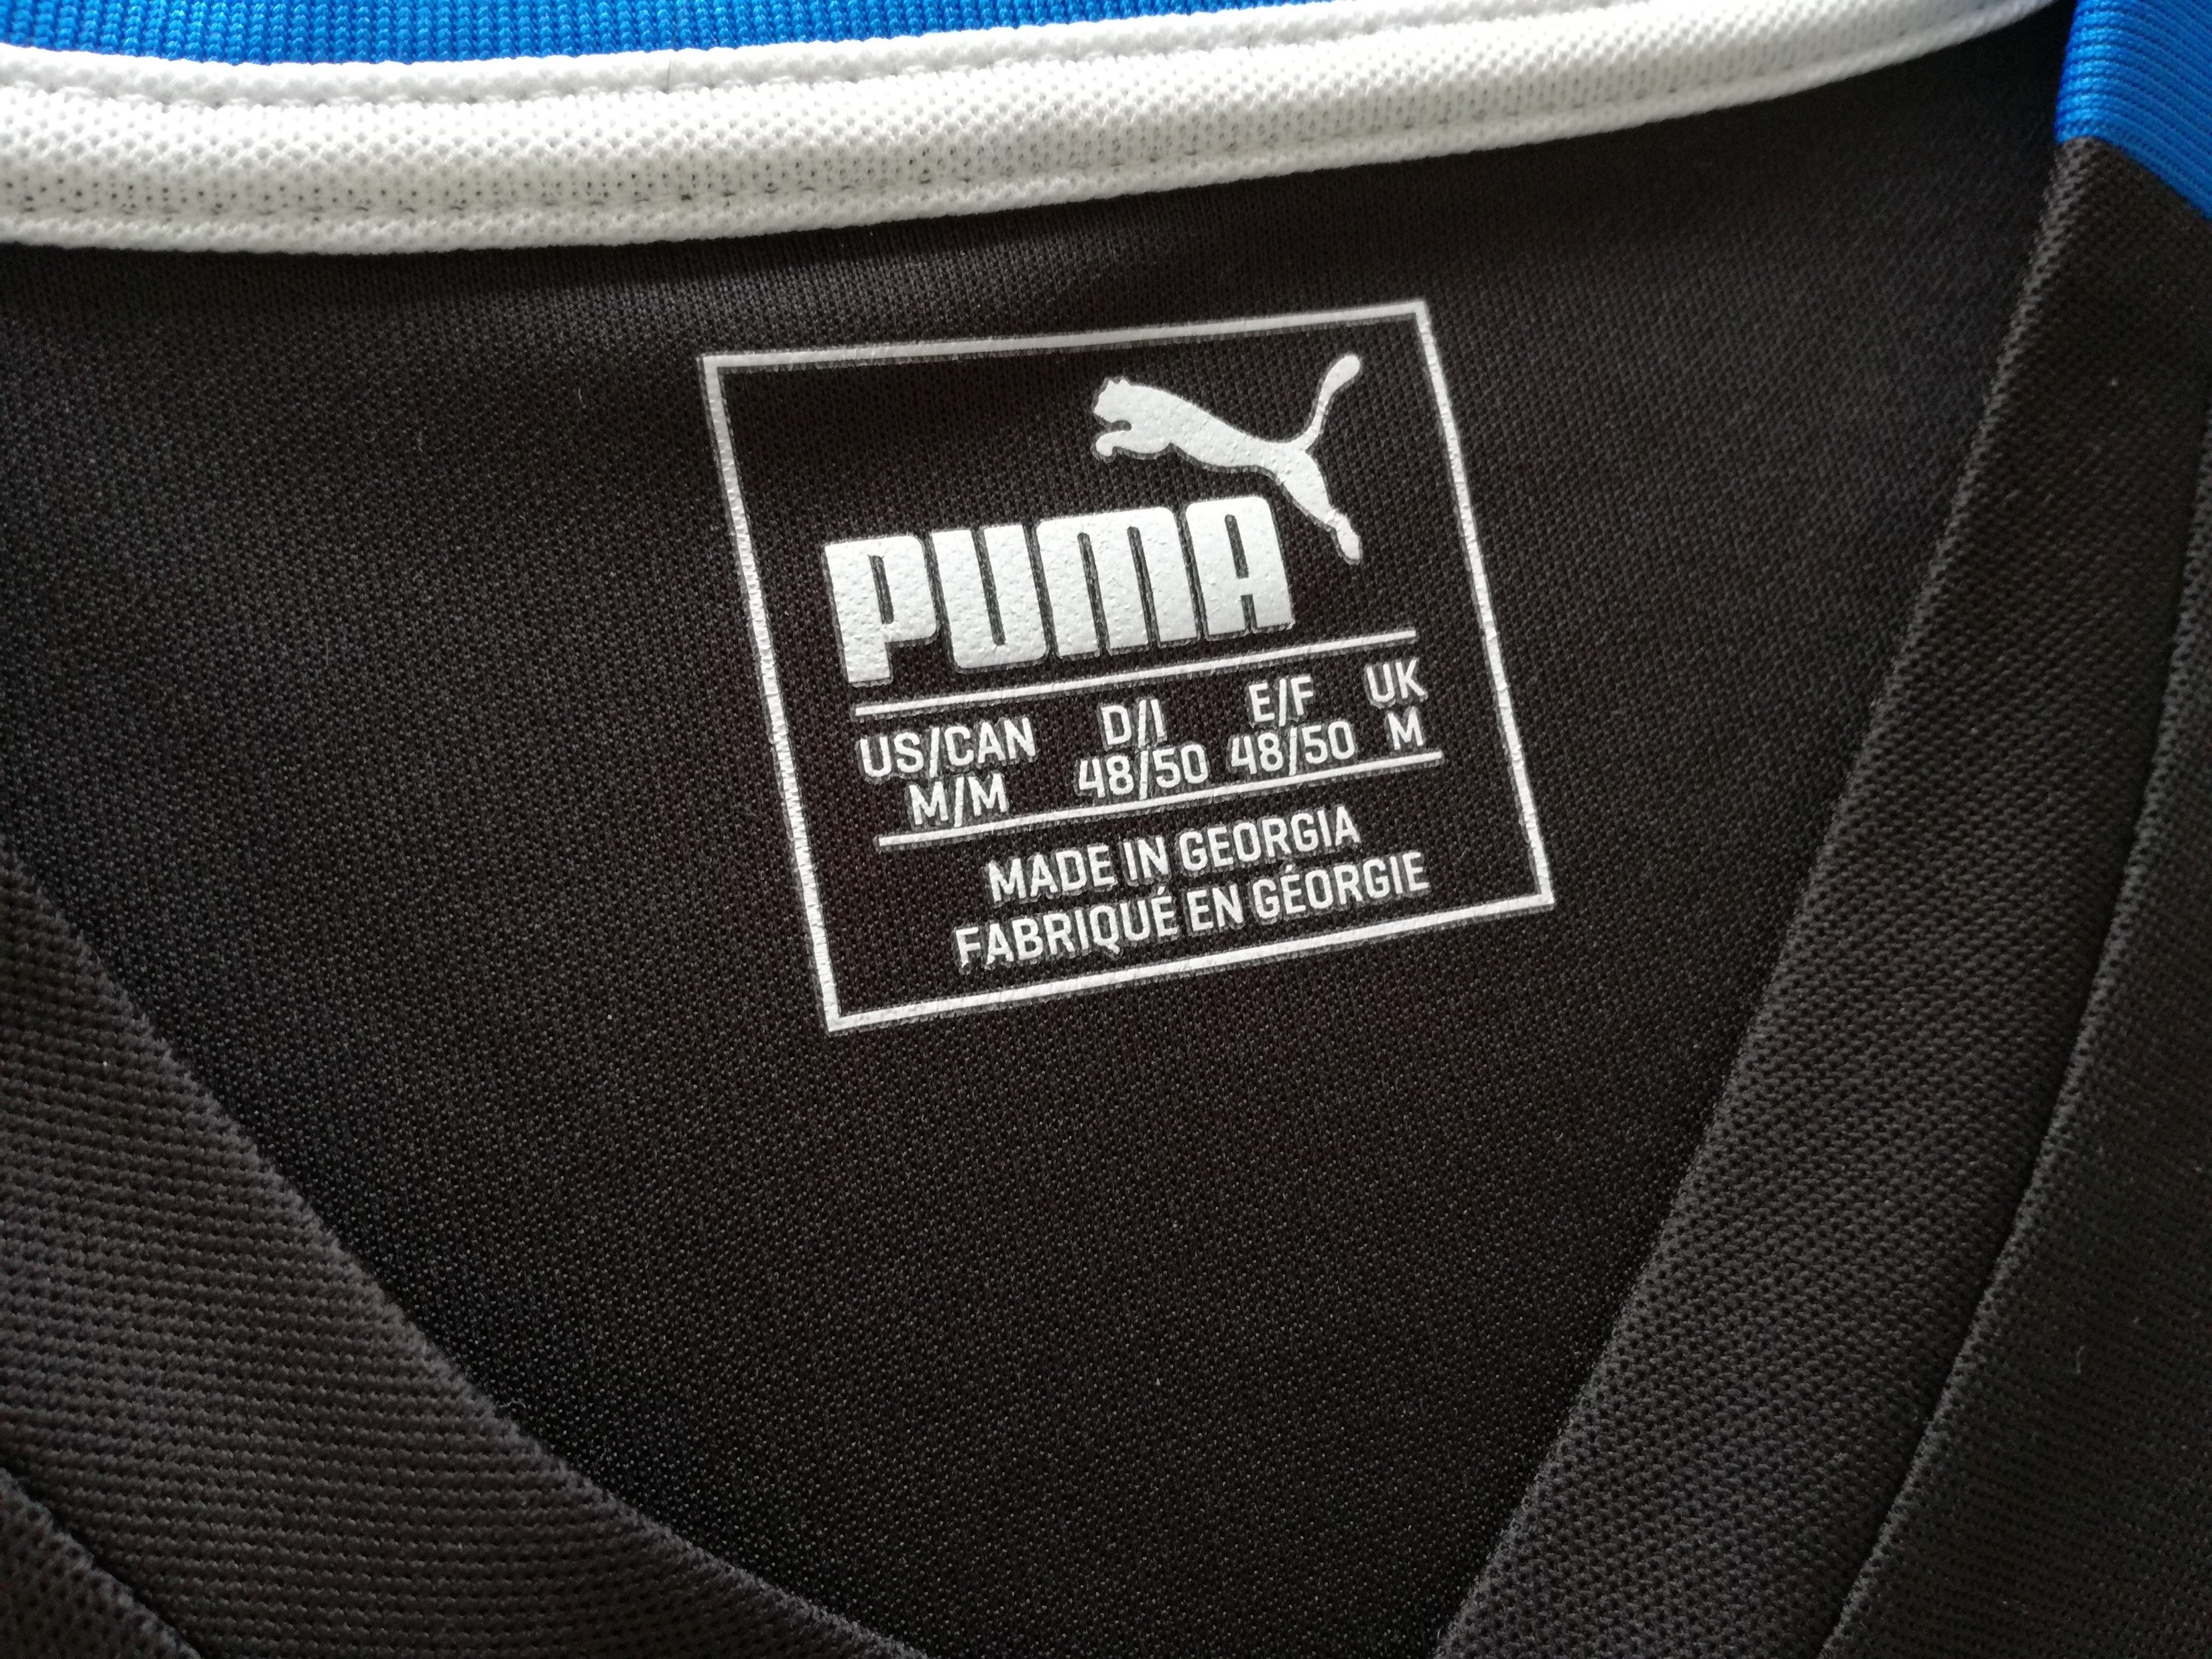 PUMA
US/CAN D/I E/F UK
M/M 48/50 48/50 M
MADE IN GEORGIA
FABRIQUÉ EN GÉORGIE